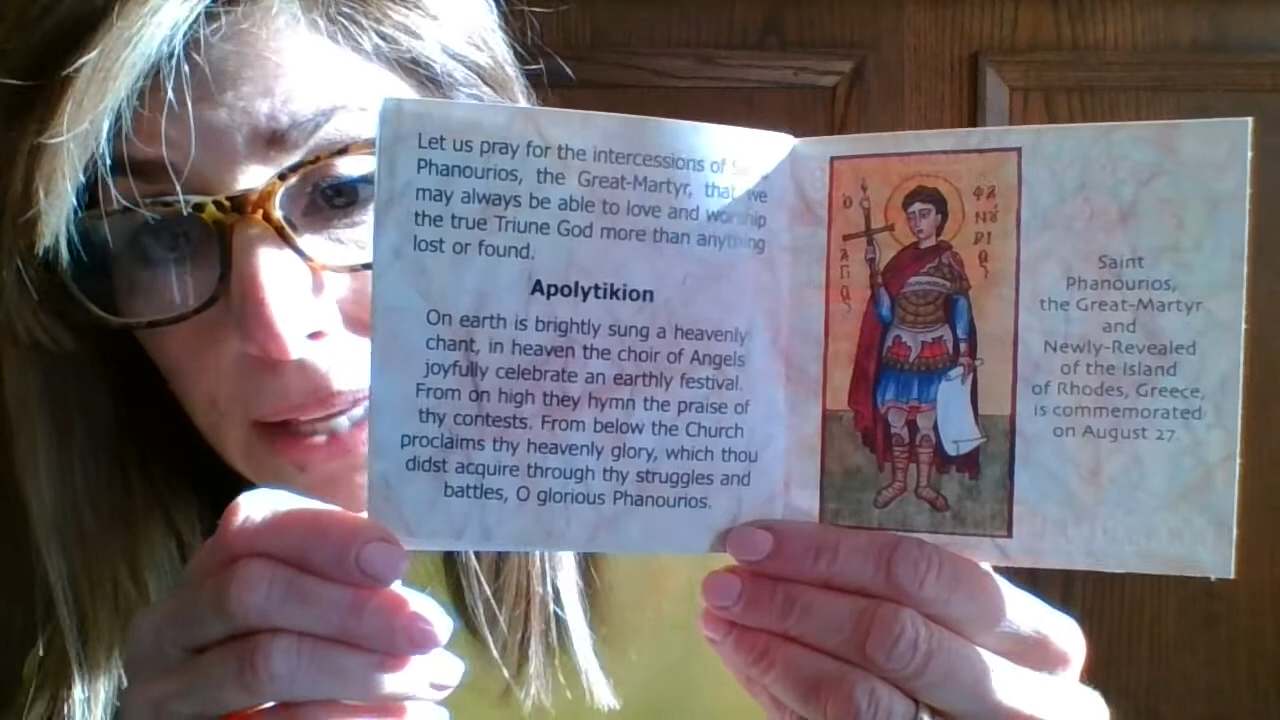 Let us pray for the intercessions of
Phanourios, the Great-Martyr, that we
may always be able to love and worship
the true Triune God more than anything
lost or found.
Apolytikion
On earth is brightly sung a heavenly
chant, in heaven the choir of Angels
joyfully celebrate an earthly festival.
From on high they hymn the praise of
thy contests. From below the Church
proclaims thy heavenly glory, which thou
didst acquire through thy struggles and
battles, O glorious Phanourios.
Ὁ
ἍΓΙΟϚ
ΦΑ
ΝΟύ
ΡΙ
ΟϚ
Saint
Phanourios,
the Great-Martyr
and
Newly-Revealed
of the Island
of Rhodes, Greece,
is commemorated
on August 27